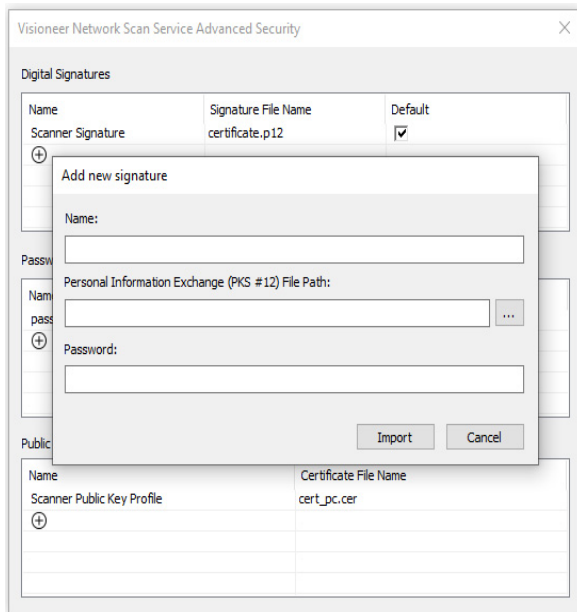 Visioneer Network Scan Service Advanced Security
Digital Signatures
Name Signature File Name Default
Scanner Signature certificate.p12
Add new signature
Name:
Personal Information Exchange (PKS #12) File Path:
...
Password:
Import Cancel
Public
Name Certificate File Name
Scanner Public Key Profile cert_pc.cer